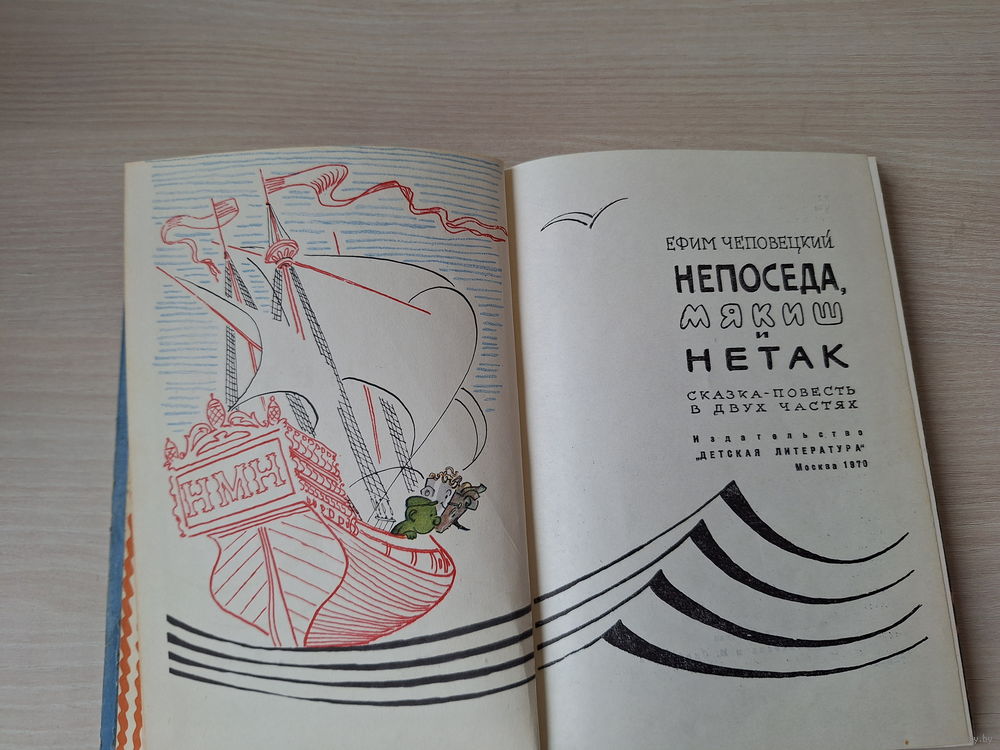 НМН
ЕФИМ ЧЕПОВЕЦКИЙ
НЕПОСЕДА,
МЯКИШ
И
НЕТАК
СКАЗКА-ПОВЕСТЬ
В ДВУХ ЧАСТЯХ
Издательство
„ДЕТСКАЯ ЛИТЕРАТУРА"
Москва 1970